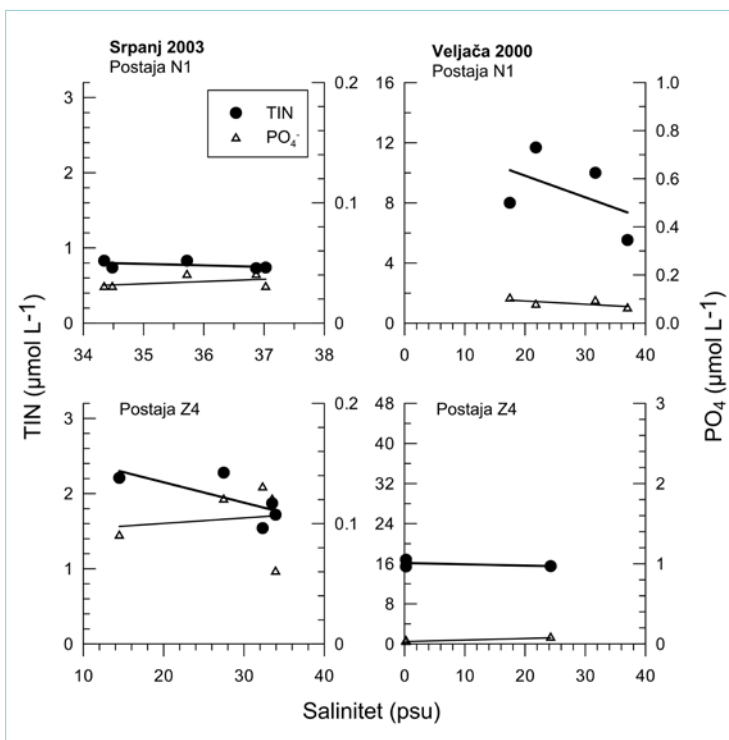 Srpanj 2003
Postaja N1
Veljača 2000
Postaja N1
TIN
PO₄⁻
3
2
1
0
0.2
0.1
0
34 35 36 37 38
16
12
8
4
0
1.0
0.8
0.6
0.4
0.2
0.0
0 10 20 30 40
TIN (µmol L-1)
PO₄ (µmol L-1)
Postaja Z4
3
2
1
0
0.2
0.1
0
10 20 30 40
Postaja Z4
48
40
32
24
16
8
0
3
2
1
0
0 10 20 30 40
Salinitet (psu)